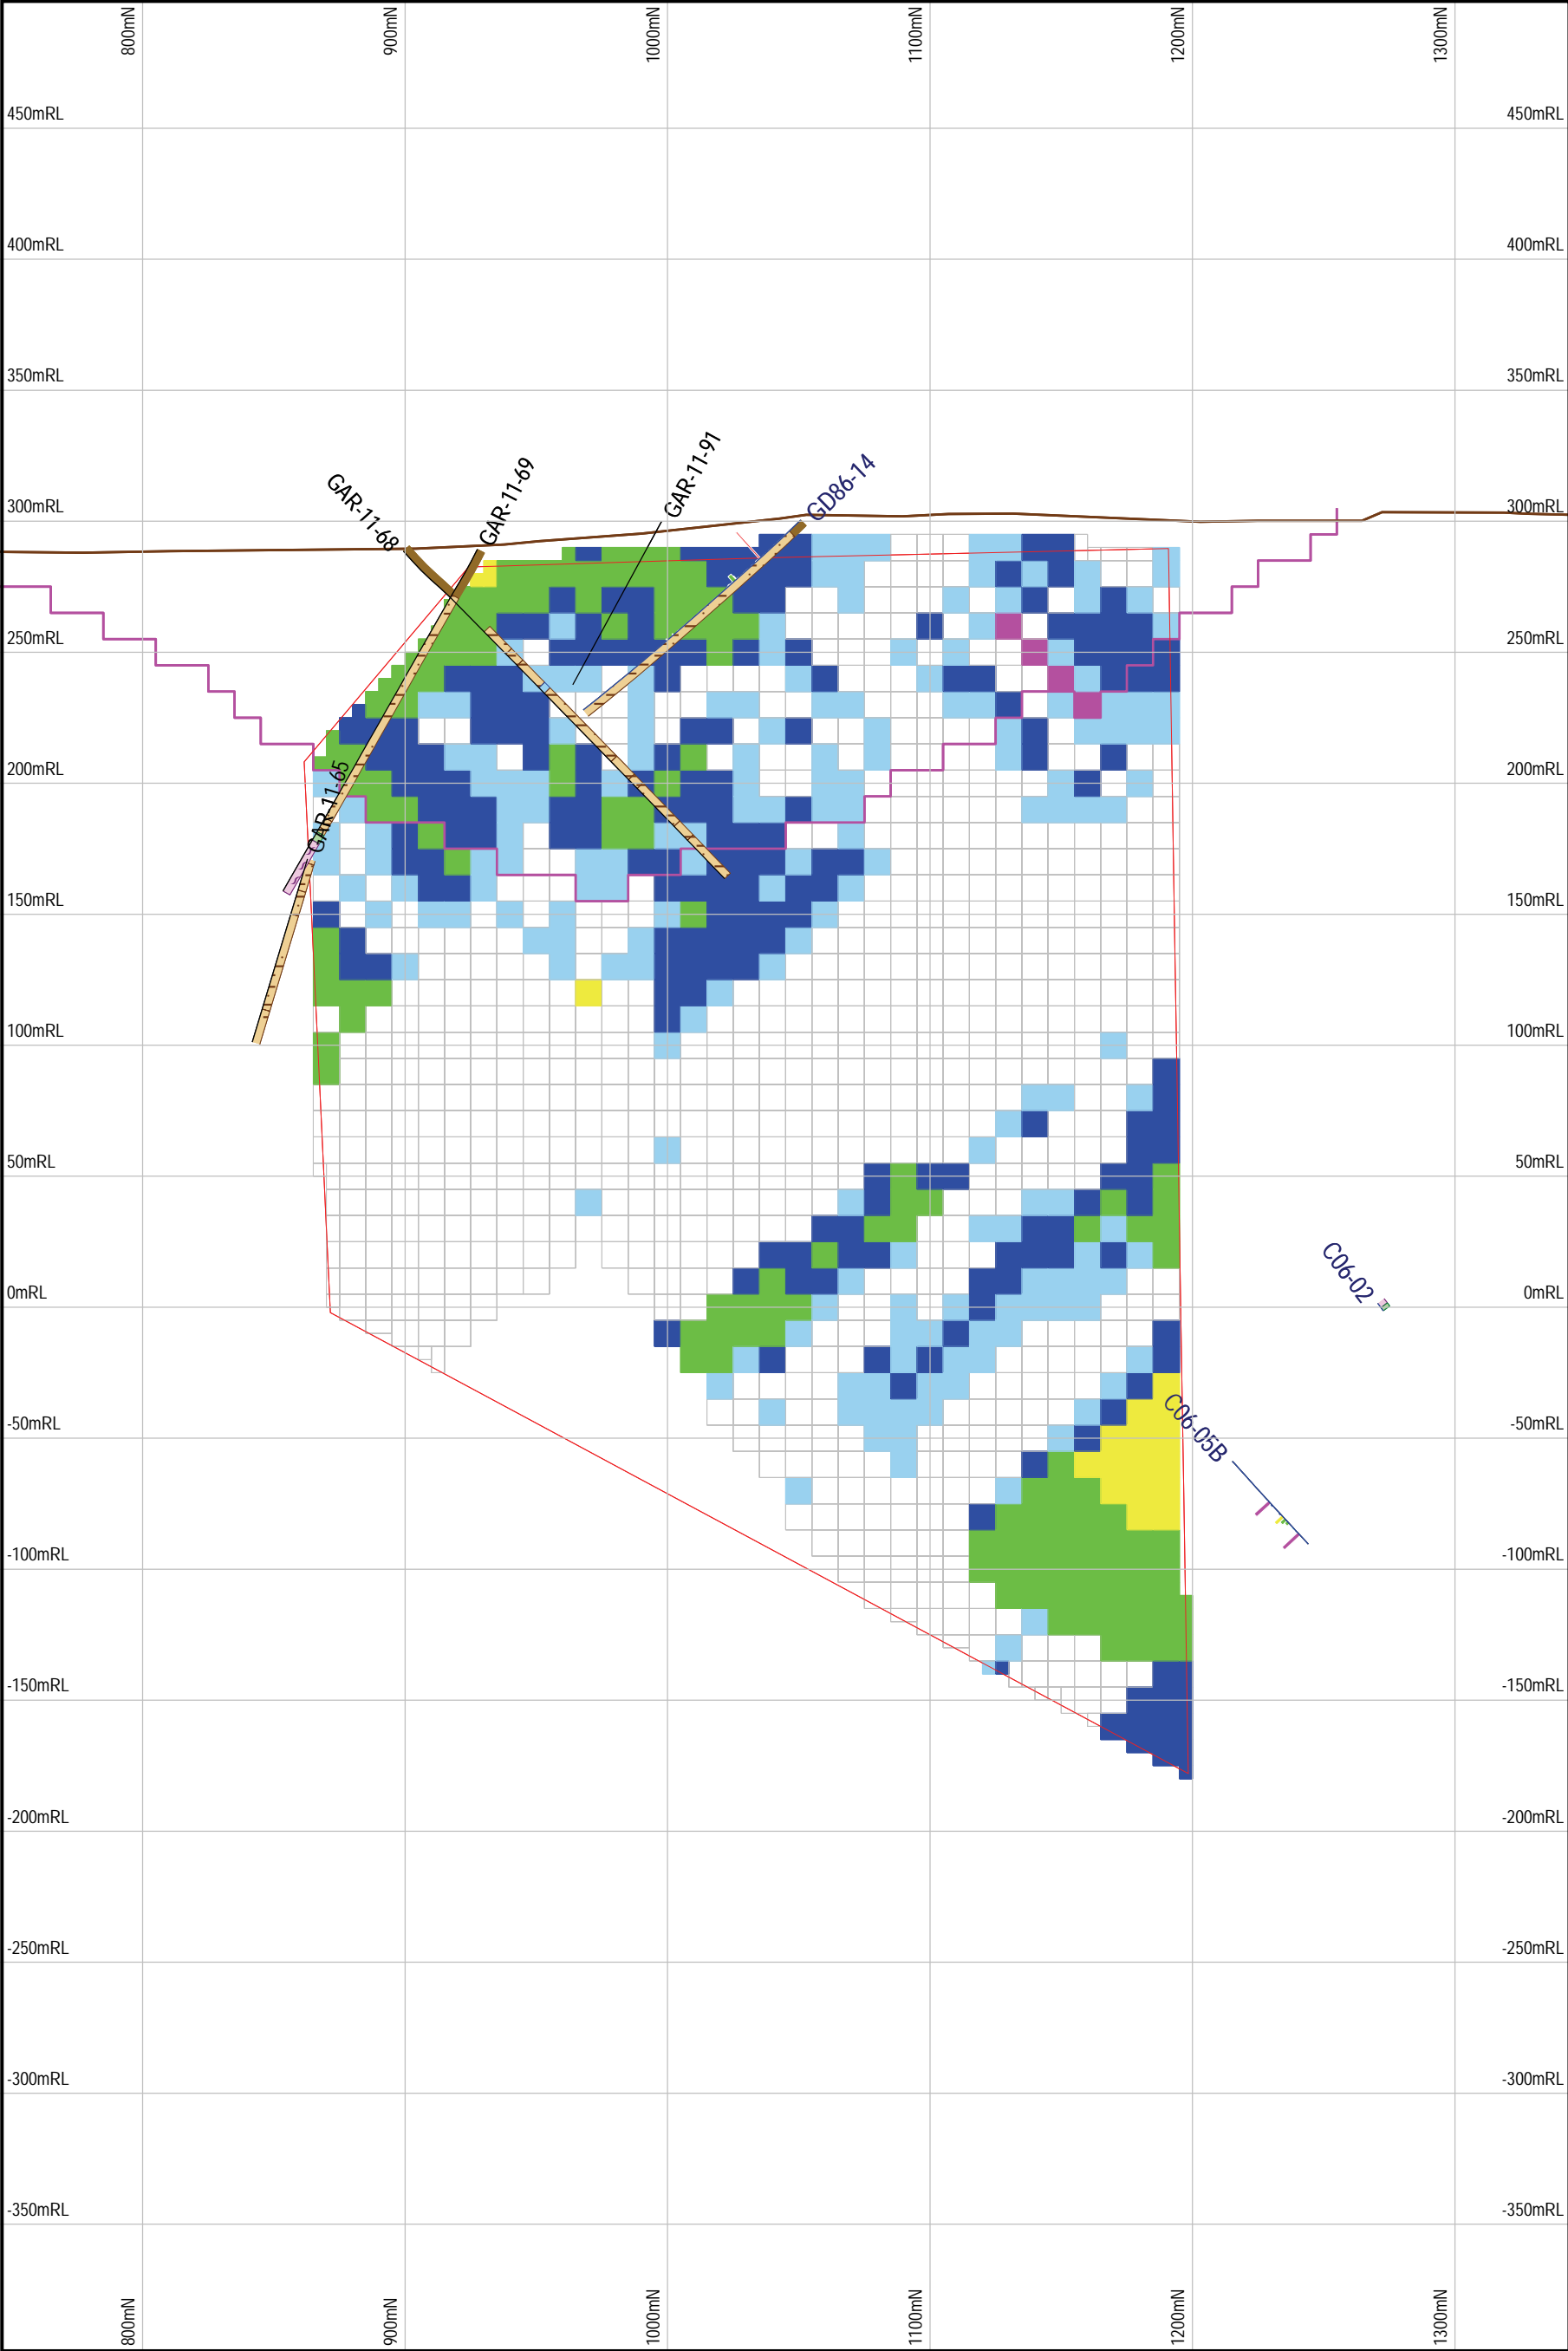 800mN
900mN
1000mN
1100mN
1200mN
1300mN
450mRL 450mRL
400mRL 400mRL
350mRL 350mRL
GAR-11-68
GAR-11-69
GAR-11-91
GD86-14
300mRL 300mRL
250mRL 250mRL
200mRL 200mRL
GAR-11-65
150mRL 150mRL
100mRL 100mRL
50mRL 50mRL
C06-02
0mRL 0mRL
C06-05B
-50mRL -50mRL
-100mRL -100mRL
-150mRL -150mRL
-200mRL -200mRL
-250mRL -250mRL
-300mRL -300mRL
-350mRL -350mRL
800mN
900mN
1000mN
1100mN
1200mN
1300mN